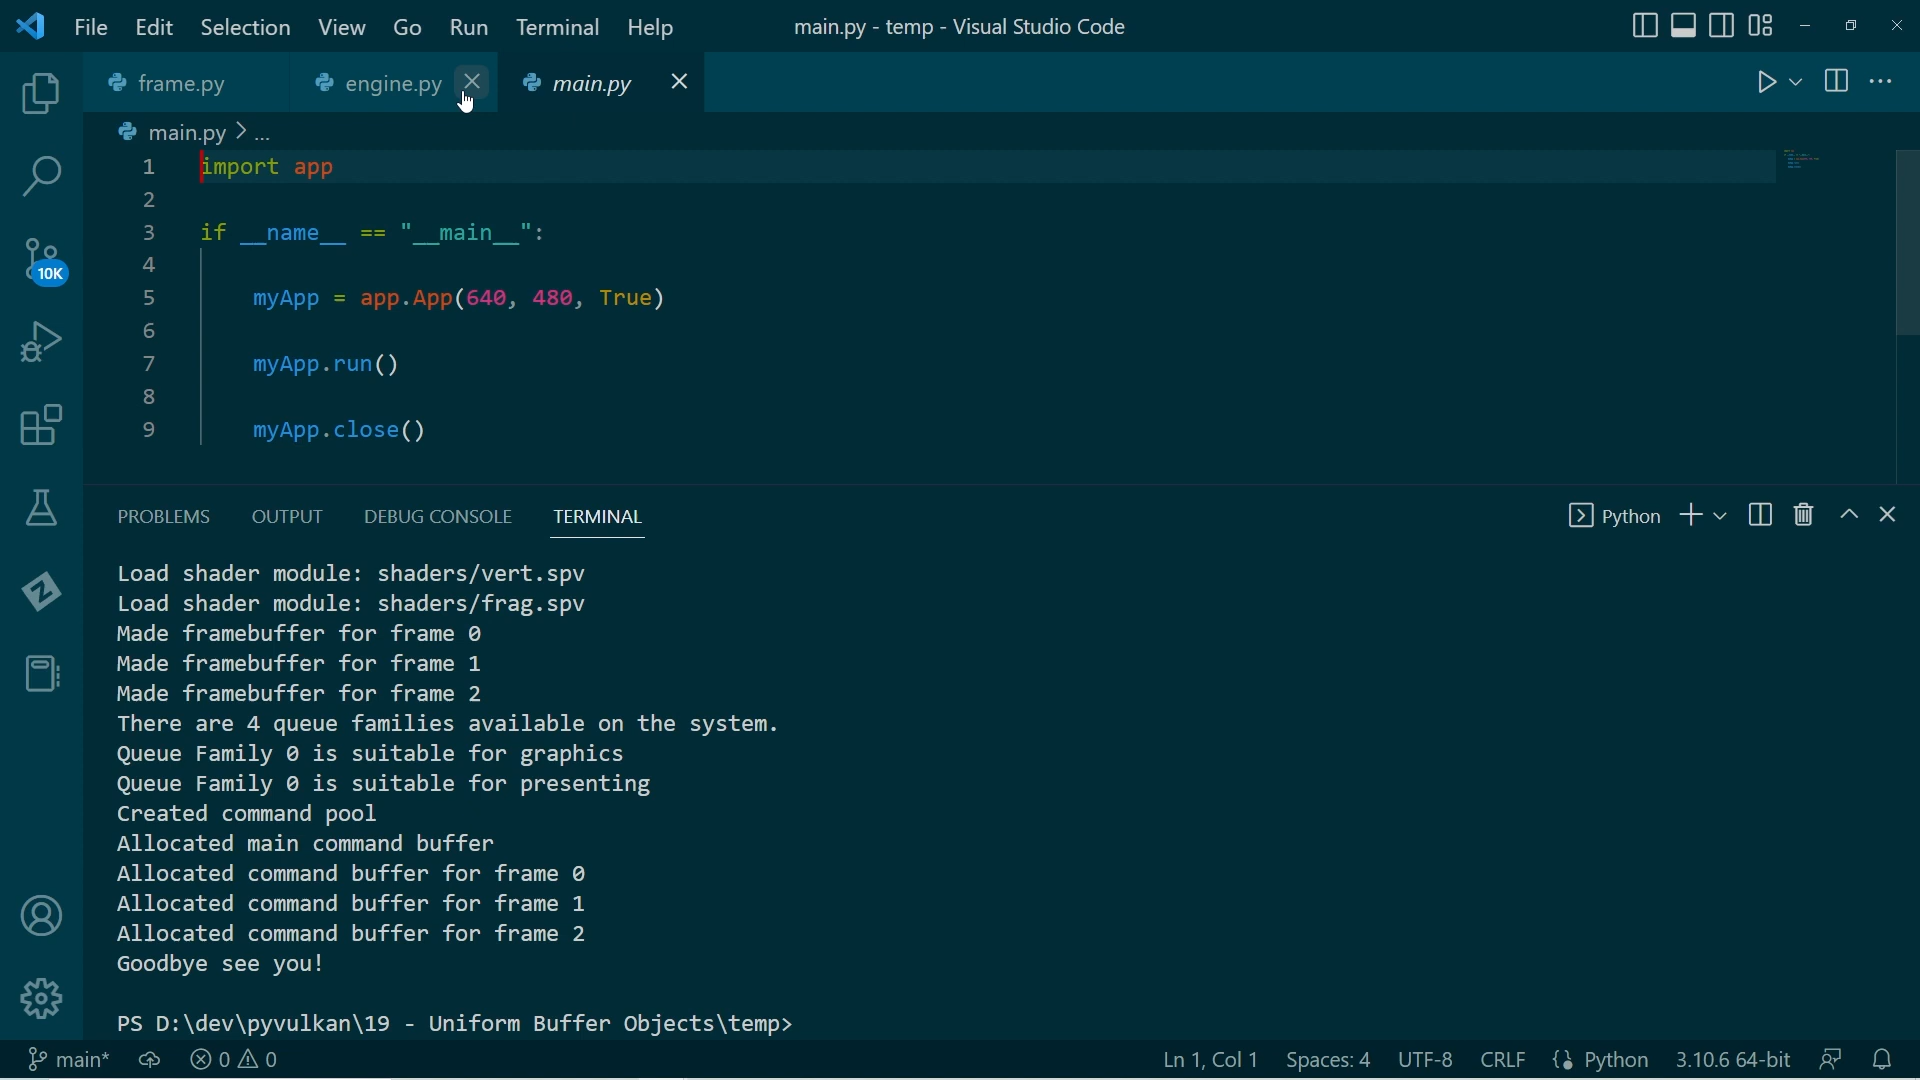 File Edit Selection View Go Run Terminal Help main.py - temp - Visual Studio Code
frame.py engine.py main.py
main.py > ...
1 import app
2
3 if __name__ == "__main__":
4
5 myApp = app.App(640, 480, True)
6
7 myApp.run()
8
9 myApp.close()
10K
PROBLEMS OUTPUT DEBUG CONSOLE TERMINAL Python
Load shader module: shaders/vert.spv
Load shader module: shaders/frag.spv
Made framebuffer for frame 0
Made framebuffer for frame 1
Made framebuffer for frame 2
There are 4 queue families available on the system.
Queue Family 0 is suitable for graphics
Queue Family 0 is suitable for presenting
Created command pool
Allocated main command buffer
Allocated command buffer for frame 0
Allocated command buffer for frame 1
Allocated command buffer for frame 2
Goodbye see you!
PS D:\dev\pyvulkan\19 - Uniform Buffer Objects\temp>
main* 0 0 Ln 1, Col 1 Spaces: 4 UTF-8 CRLF Python 3.10.6 64-bit